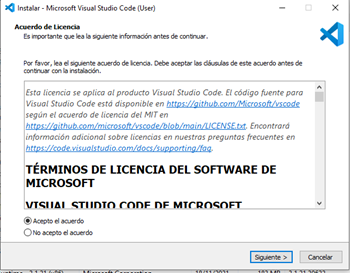 Instalar - Microsoft Visual Studio Code (User)
Acuerdo de Licencia
Es importante que lea la siguiente información antes de continuar.
Por favor, lea el siguiente acuerdo de licencia. Debe aceptar las cláusulas de este acuerdo antes de
continuar con la instalación.
Esta licencia se aplica al producto Visual Studio Code. El código fuente para
Visual Studio Code está disponible en https://github.com/Microsoft/vscode
según el acuerdo de licencia del MIT en
https://github.com/microsoft/vscode/blob/main/LICENSE.txt. Encontrará
información adicional sobre licencias en nuestras preguntas frecuentes en
https://code.visualstudio.com/docs/supporting/faq.
TÉRMINOS DE LICENCIA DEL SOFTWARE DE
MICROSOFT
VISUAL STUDIO CODE DE MICROSOFT
Acepto el acuerdo
No acepto el acuerdo
Siguiente >
Cancelar